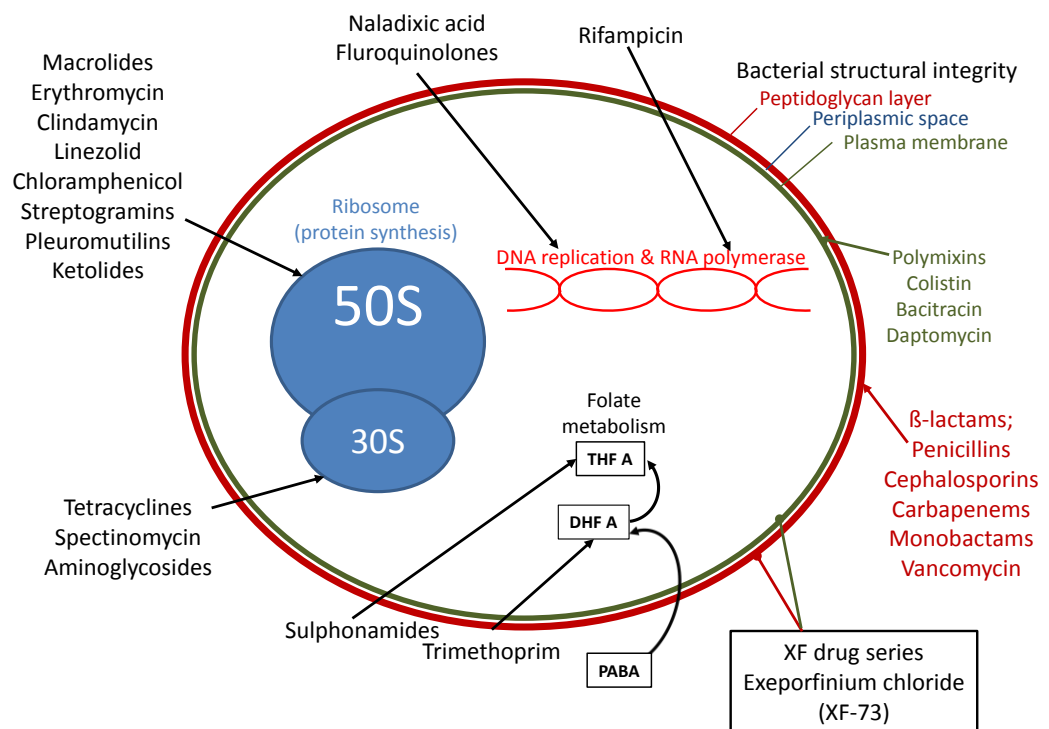 Naladixic acid
Fluroquinolones
Rifampicin
Macrolides
Erythromycin
Clindamycin
Linezolid
Chloramphenicol
Streptogramins
Pleuromutilins
Ketolides
Bacterial structural integrity
Peptidoglycan layer
Periplasmic space
Plasma membrane
Ribosome
(protein synthesis)
50S
30S
DNA replication & RNA polymerase
Polymixins
Colistin
Bacitracin
Daptomycin
Folate
metabolism
THF A
DHF A
PABA
ß-lactams;
Penicillins
Cephalosporins
Carbapenems
Monobactams
Vancomycin
Tetracyclines
Spectinomycin
Aminoglycosides
Sulphonamides
Trimethoprim
XF drug series
Exeporfinium chloride
(XF-73)